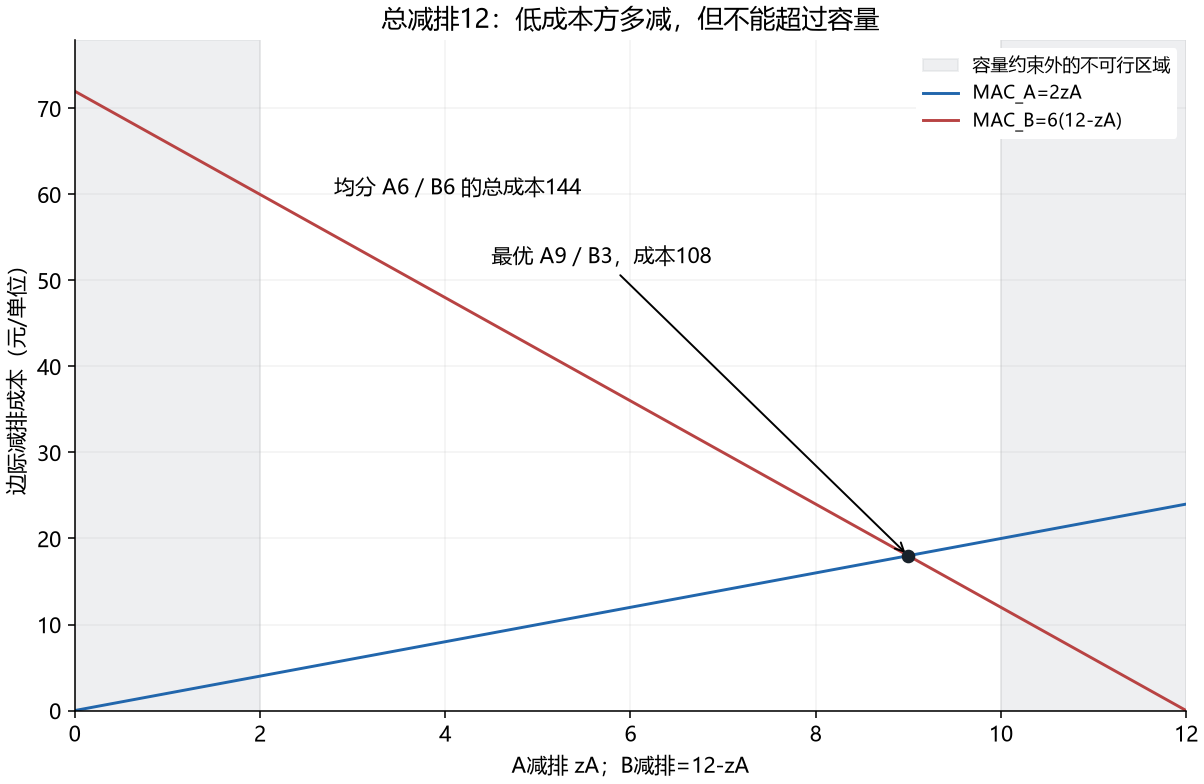 总减排12：低成本方多减，但不能超过容量
容量约束外的不可行区域
MAC_A=2zA
MAC_B=6(12-zA)
均分 A6 / B6 的总成本144
最优 A9 / B3，成本108
边际减排成本（元/单位）
70
60
50
40
30
20
10
0
0 2 4 6 8 10 12
A减排 zA；B减排=12-zA